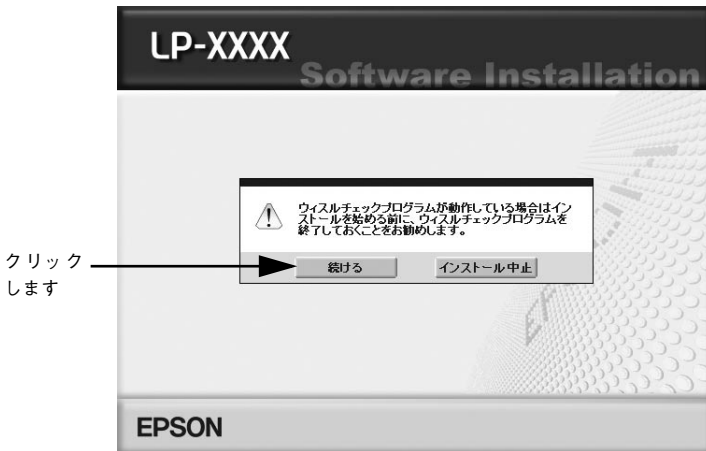 LP-XXXX
Software Installation
ウィスルチェックプログラムが動作している場合はイン
ストールを始める前に、ウィスルチェックプログラムを
終了しておくことをお勧めします。
クリック
します
続ける
インストール中止
EPSON